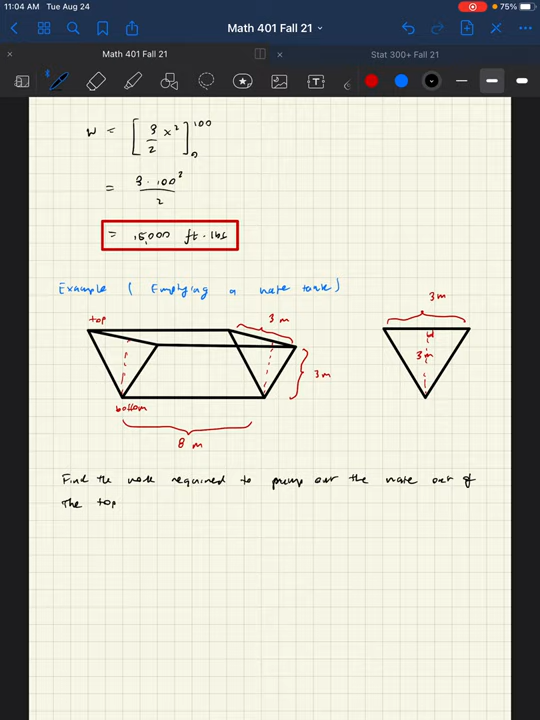 11:04 AM Tue Aug 24
75%
Math 401 Fall 21
Math 401 Fall 21
Stat 300+ Fall 21
T
W = [ 3/2 x² ]₀¹⁰⁰
= 3 · 100² / 2
= 15,000 ft · lbs
Example ( Emptying a water tank )
top
3 m
3 m
bottom
8 m
3 m
3 m
Find the work required to pump out the water out of
the top